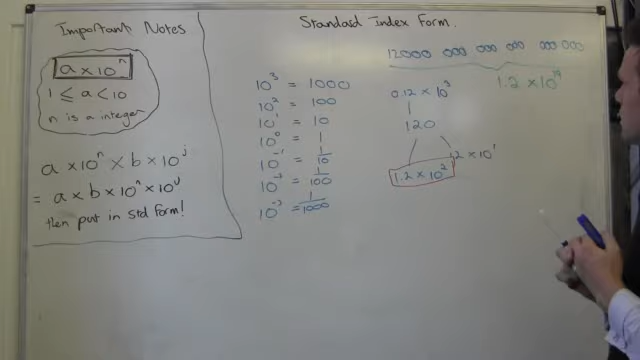 Important Notes
a × 10ⁿ
1 ≤ a < 10
n is a integer
a × 10ⁿ × b × 10ʲ
= a × b × 10ⁿ × 10ʲ
then put in std form!
Standard Index Form.
10³ = 1000
10² = 100
10¹ = 10
10⁰ = 1
10⁻¹ = 1/10
10⁻² = 1/100
10⁻³ = 1/1000
12000 000 000 000 000 000
1.2 × 10¹⁹
0.12 × 10³
120
1.2 × 10²
12 × 10¹